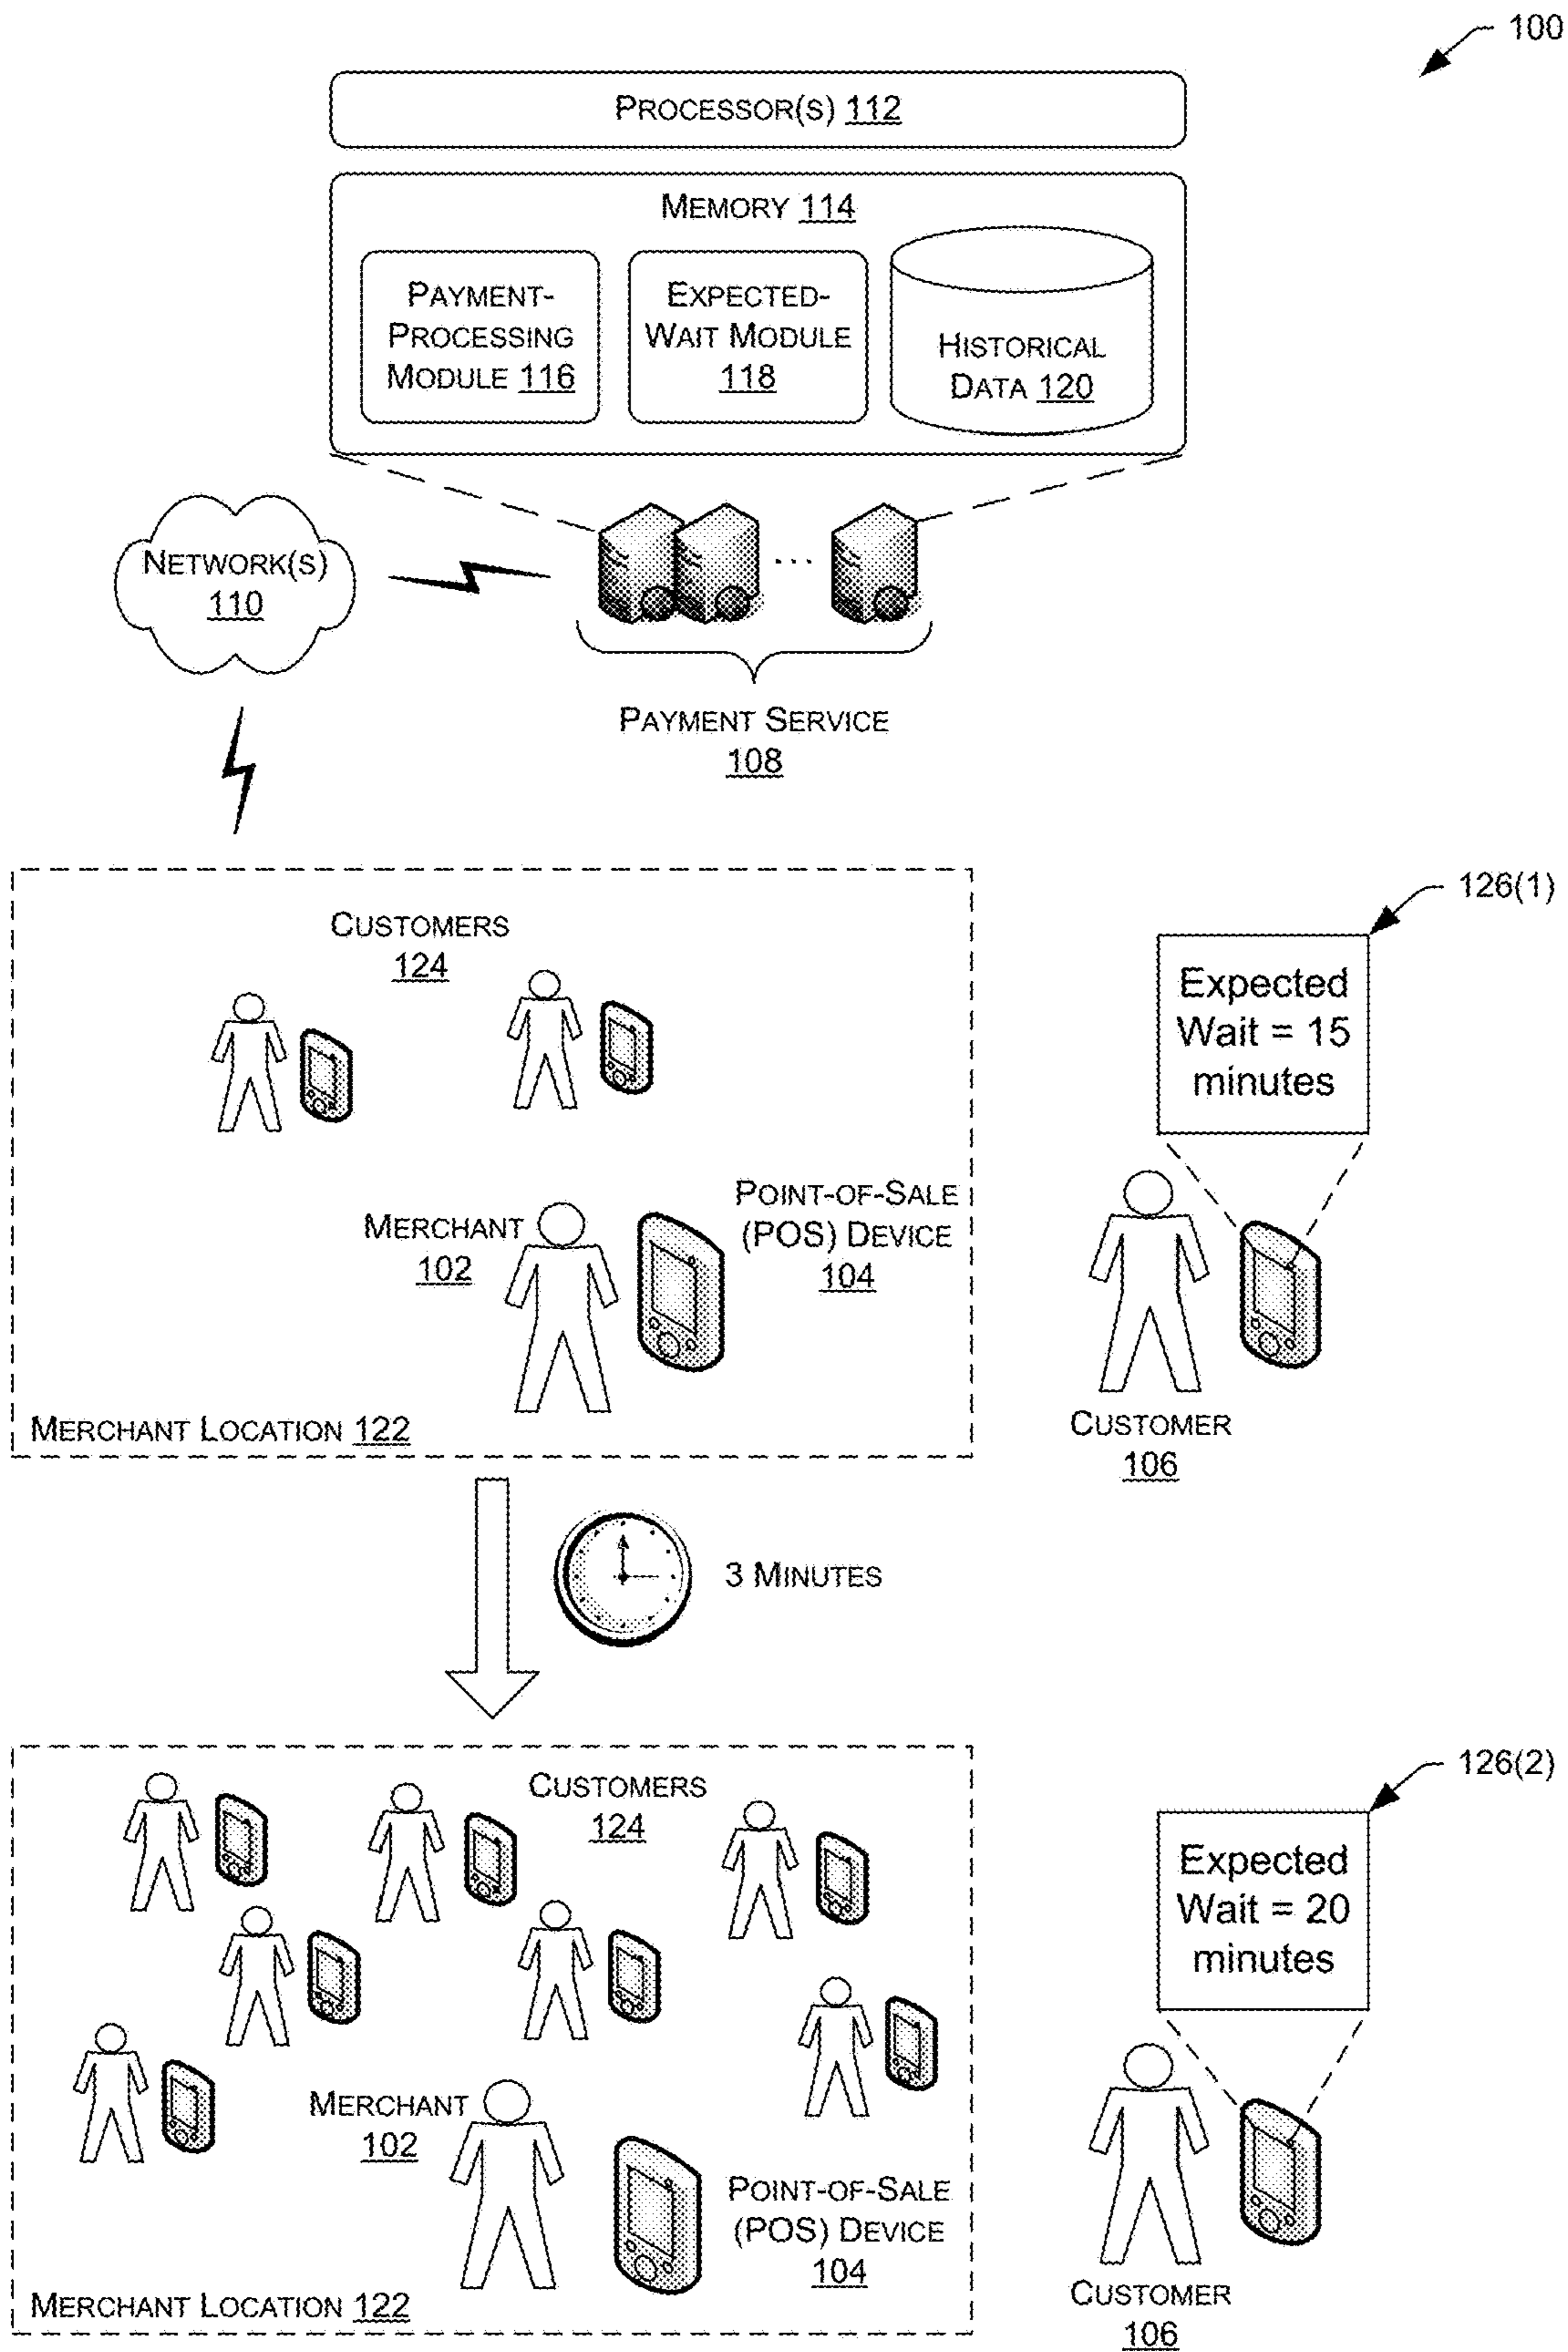 100
PROCESSOR(S) 112
MEMORY 114
PAYMENT-
PROCESSING
MODULE 116
EXPECTED-
WAIT MODULE
118
HISTORICAL
DATA 120
NETWORK(S)
110
...
PAYMENT SERVICE
108
CUSTOMERS
124
126(1)
Expected
Wait = 15
minutes
POINT-OF-SALE
(POS) DEVICE
104
MERCHANT
102
MERCHANT LOCATION 122
CUSTOMER
106
3 MINUTES
CUSTOMERS
124
126(2)
Expected
Wait = 20
minutes
MERCHANT
102
POINT-OF-SALE
(POS) DEVICE
104
MERCHANT LOCATION 122
CUSTOMER
106